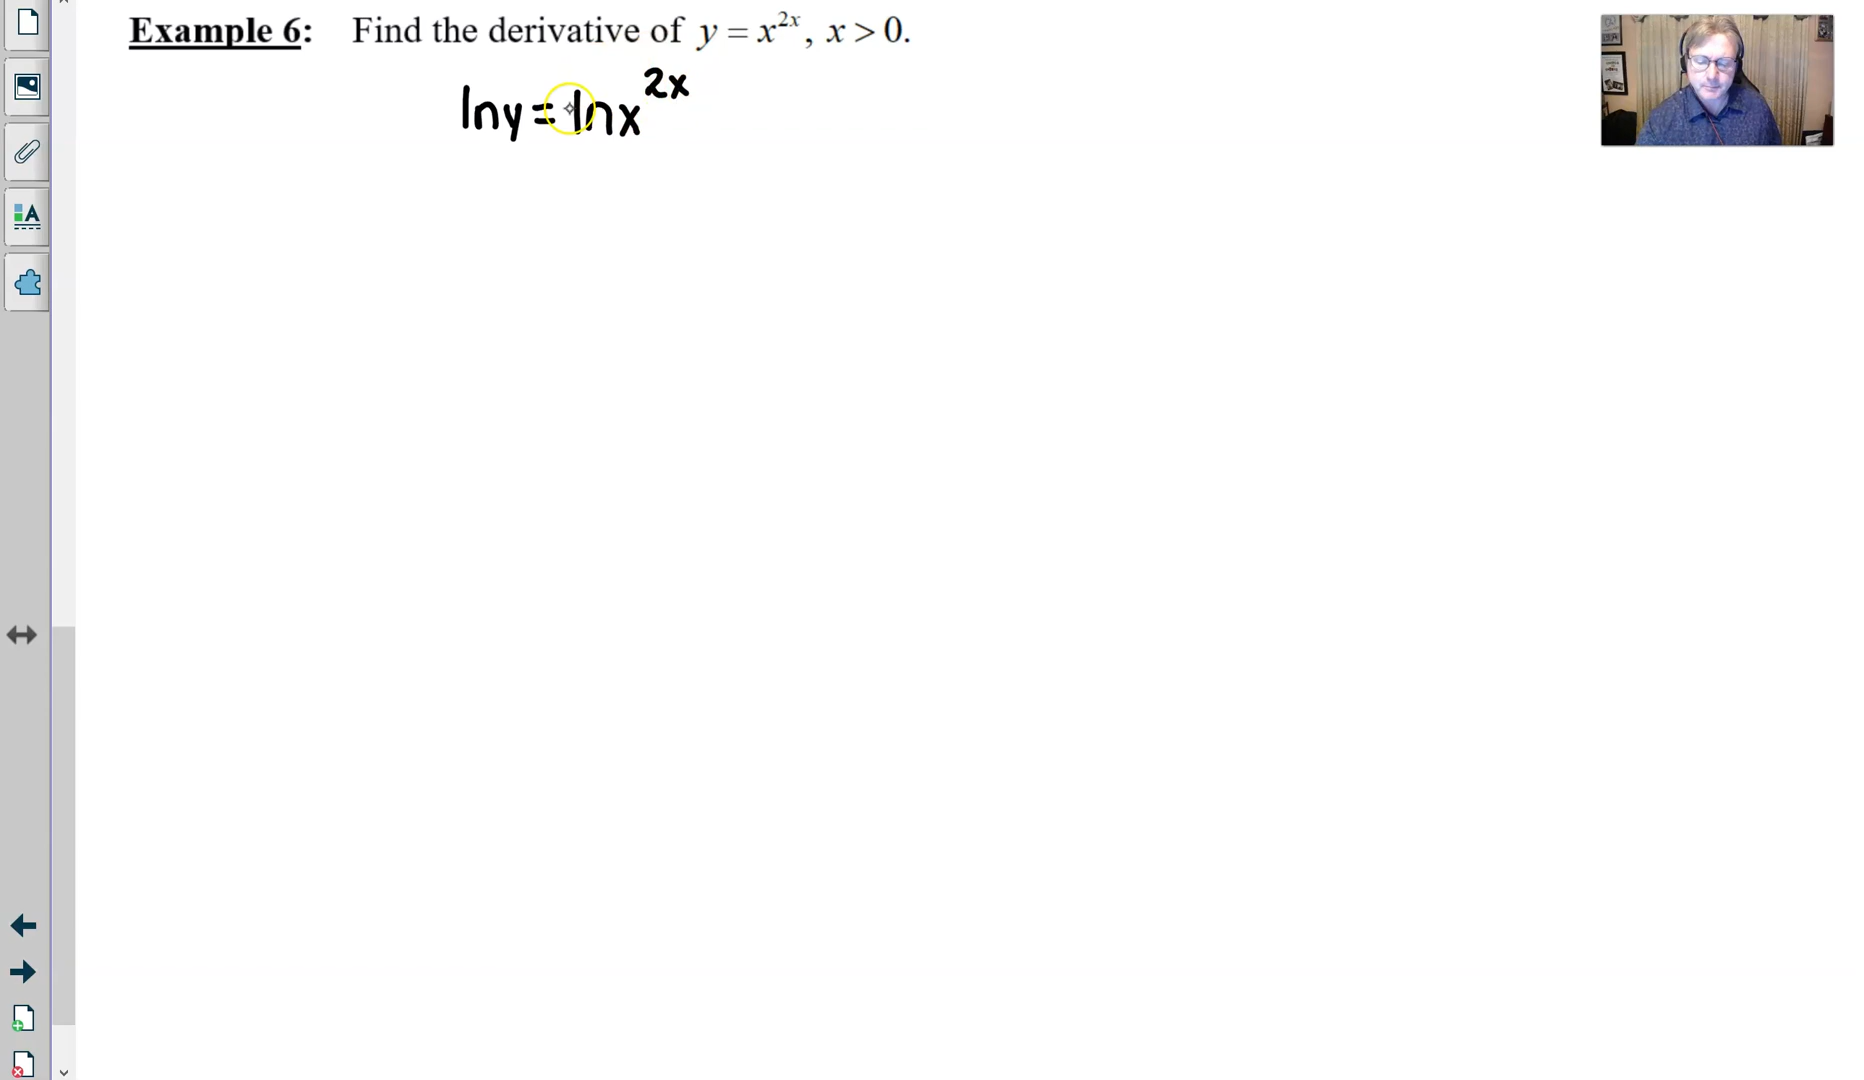 Example 6: Find the derivative of y = x^{2x}, x > 0.
lny = lnx^{2x}